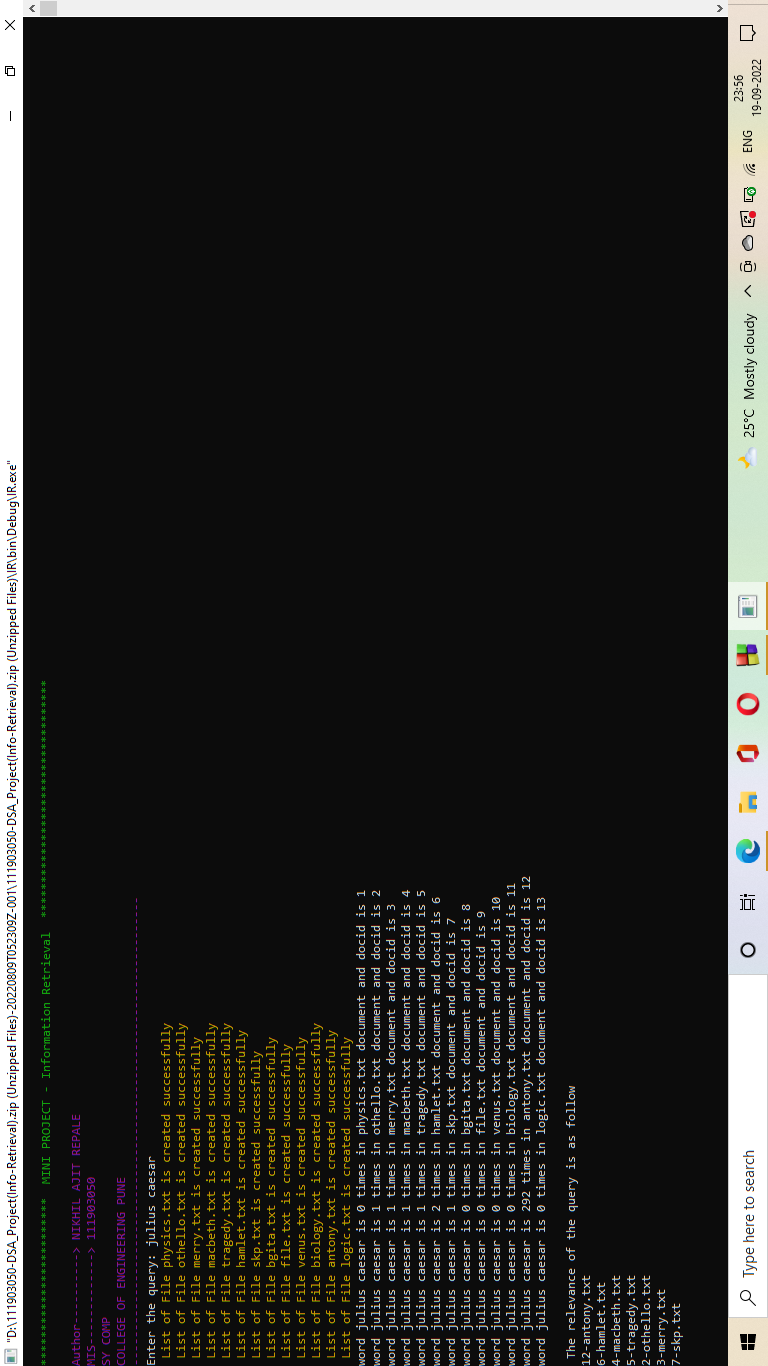 "D:\111903050-DSA_Project(Info-Retrieval).zip (Unzipped Files)-20220809T052309Z-001\111903050-DSA_Project(Info-Retrieval).zip (Unzipped Files)\IR\bin\Debug\IR.exe"
************************* MINI PROJECT - Information Retrieval **********************************
Author----------> NIKHIL AJIT REPALE
MIS-------------> 111903050
SY COMP
COLLEGE OF ENGINEERING PUNE
-------------------------------------------------------------------
Enter the query: julius caesar
List of File physics.txt is created successfully
List of File othello.txt is created successfully
List of File merry.txt is created successfully
List of File macbeth.txt is created successfully
List of File tragedy.txt is created successfully
List of File hamlet.txt is created successfully
List of File skp.txt is created successfully
List of File bgita.txt is created successfully
List of File file.txt is created successfully
List of File venus.txt is created successfully
List of File biology.txt is created successfully
List of File antony.txt is created successfully
List of File logic.txt is created successfully
word julius caesar is 0 times in physics.txt document and docid is 1
word julius caesar is 1 times in othello.txt document and docid is 2
word julius caesar is 1 times in merry.txt document and docid is 3
word julius caesar is 1 times in macbeth.txt document and docid is 4
word julius caesar is 1 times in tragedy.txt document and docid is 5
word julius caesar is 2 times in hamlet.txt document and docid is 6
word julius caesar is 1 times in skp.txt document and docid is 7
word julius caesar is 0 times in bgita.txt document and docid is 8
word julius caesar is 0 times in file.txt document and docid is 9
word julius caesar is 0 times in venus.txt document and docid is 10
word julius caesar is 0 times in biology.txt document and docid is 11
word julius caesar is 292 times in antony.txt document and docid is 12
word julius caesar is 0 times in logic.txt document and docid is 13
The relevance of the query is as follow
12-antony.txt
6-hamlet.txt
4-macbeth.txt
5-tragedy.txt
2-othello.txt
3-merry.txt
7-skp.txt
Type here to search
25°C Mostly cloudy
ENG
23:56
19-09-2022